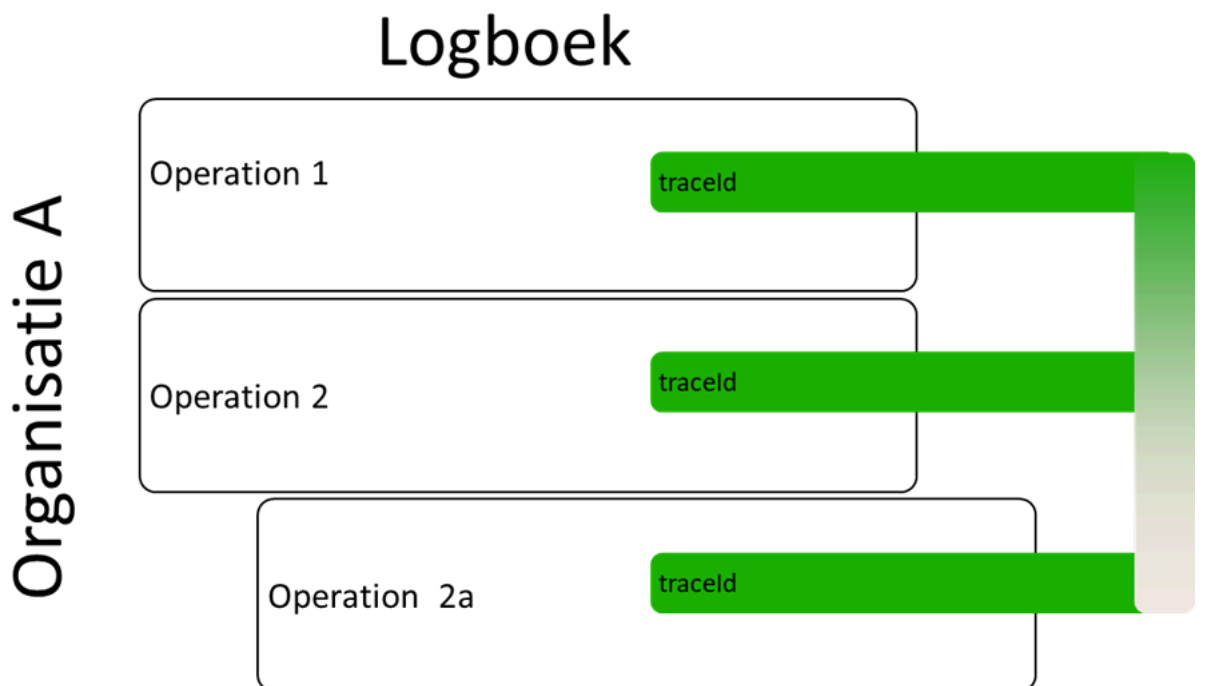 Logboek
Organisatie A
Operation 1
traceId
Operation 2
traceId
Operation 2a
traceId